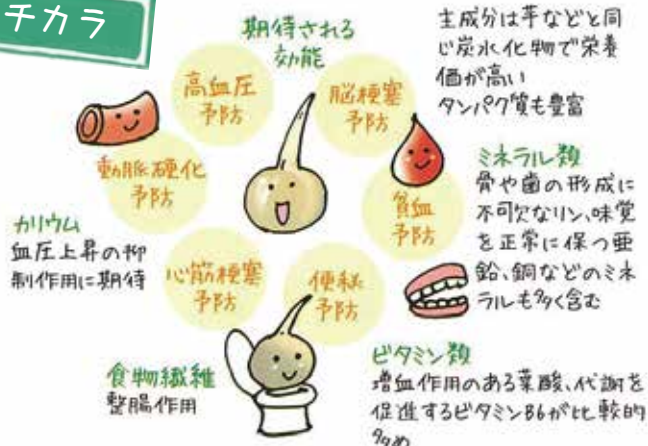 チカラ
期待される
効能
高血圧
予防
脳梗塞
予防
動脈硬化
予防
貧血
予防
心筋梗塞
予防
便秘
予防
主成分は芋などと同
じ炭水化物で栄養
価が高い
タンパク質も豊富
ミネラル類
骨や歯の形成に
不可欠なリン、味覚
を正常に保つ亜
鉛、銅などのミネ
ラルも多く含む
カリウム
血圧上昇の抑
制作用に期待
食物繊維
整腸作用
ビタミン類
増血作用のある葉酸、代謝を
促進するビタミンB6が比較的
多め